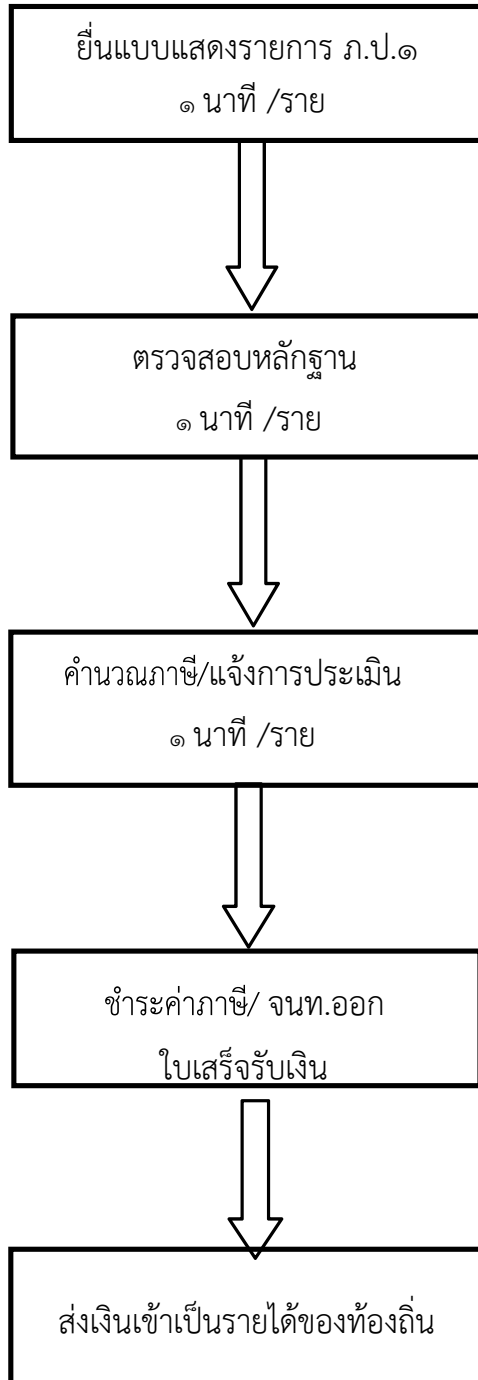 ยื่นแบบแสดงรายการ ภ.ป.๑
๑ นาที /ราย
ตรวจสอบหลักฐาน
๑ นาที /ราย
คำนวณภาษี/แจ้งการประเมิน
๑ นาที /ราย
ชำระค่าภาษี/ จนท.ออก
ใบเสร็จรับเงิน
ส่งเงินเข้าเป็นรายได้ของท้องถิ่น